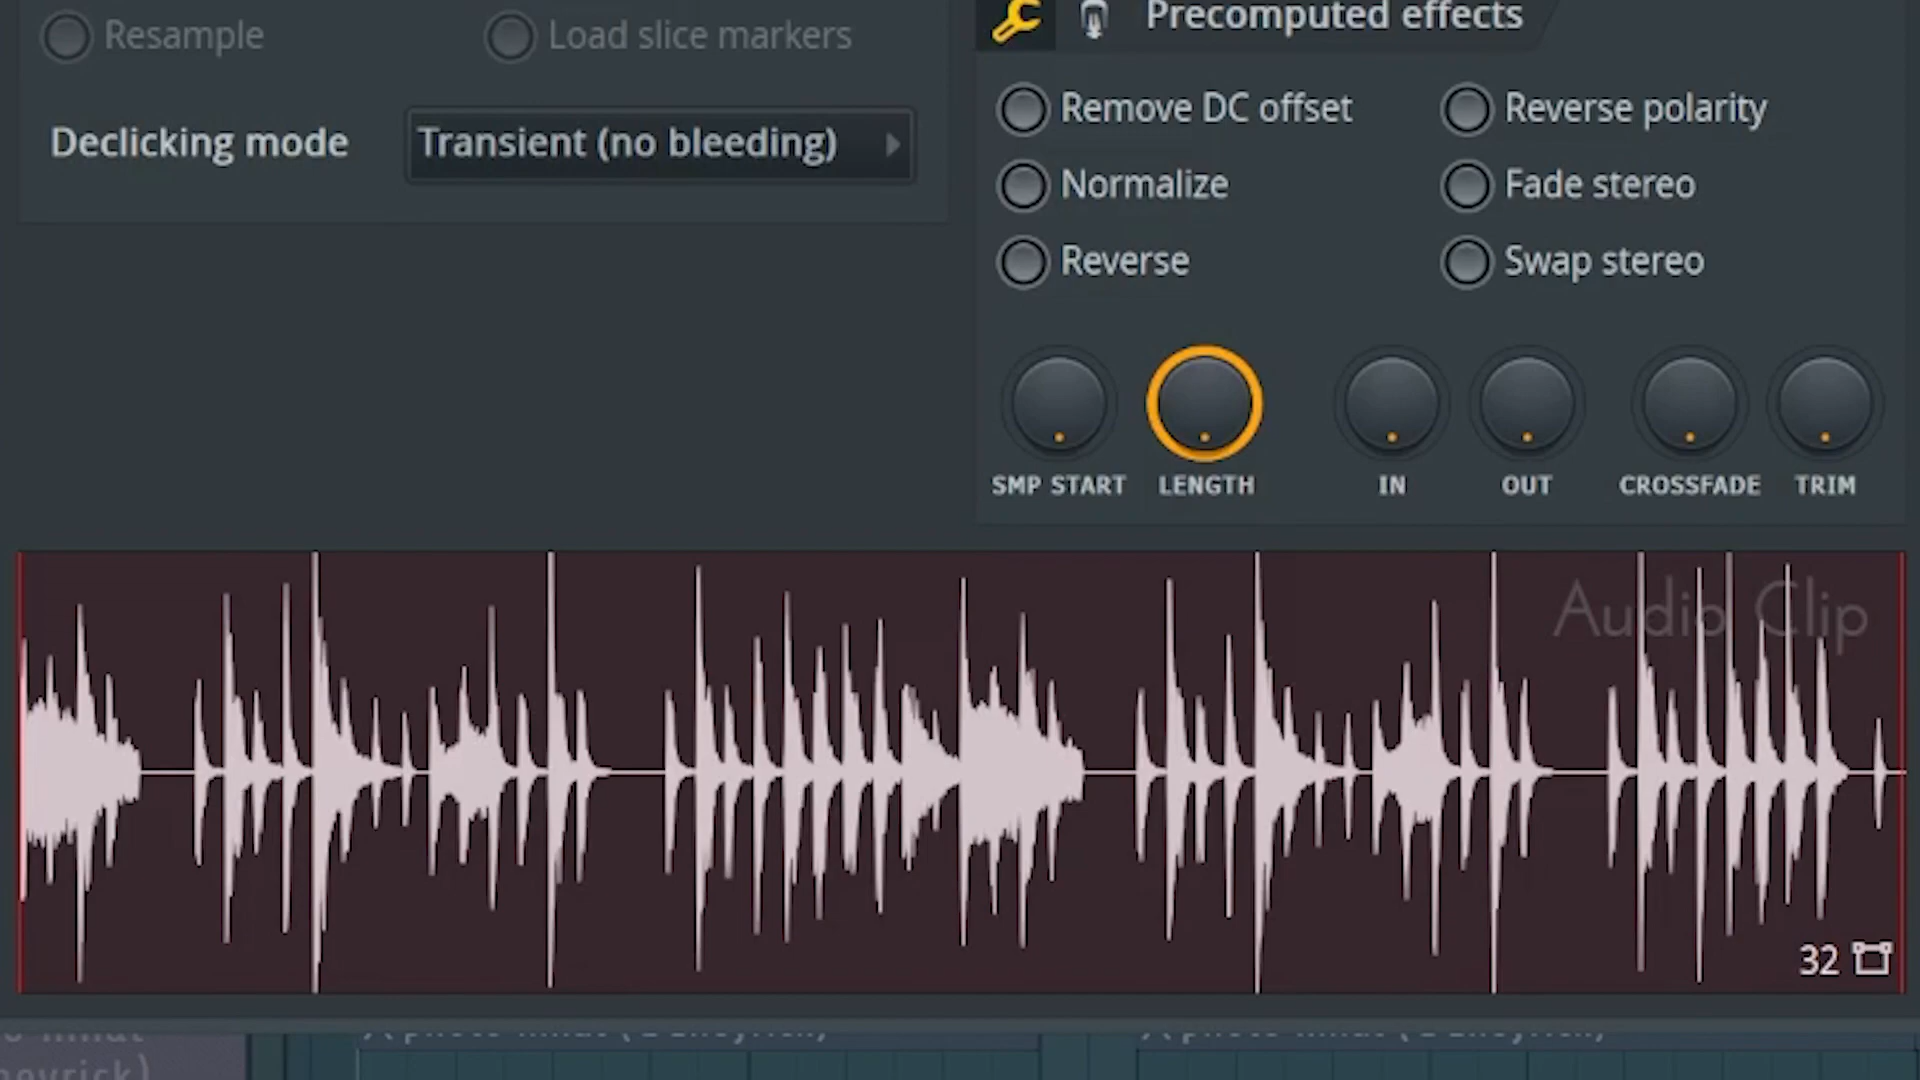 Resample
Load slice markers
Declicking mode
Transient (no bleeding)
Precomputed effects
Remove DC offset
Reverse polarity
Normalize
Fade stereo
Reverse
Swap stereo
SMP START
LENGTH
IN
OUT
CROSSFADE
TRIM
Audio Clip
32